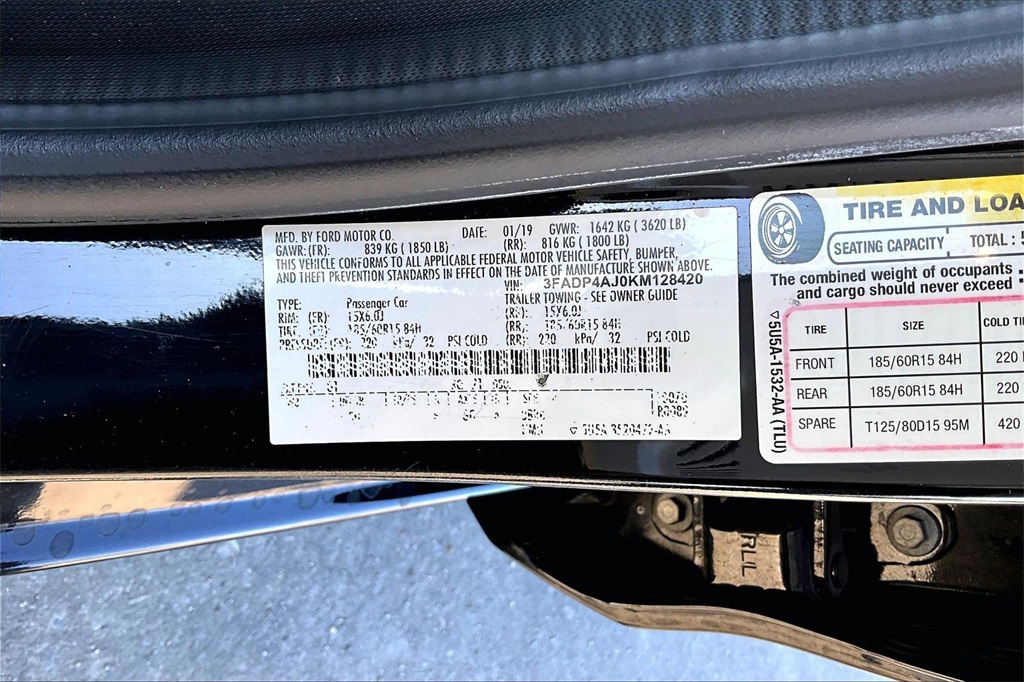 MFD. BY FORD MOTOR CO. DATE: 01/19 GVWR: 1642 KG ( 3620 LB)
GAWR:(FR): 839 KG ( 1850 LB) (RR): 816 KG ( 1800 LB)
THIS VEHICLE CONFORMS TO ALL APPLICABLE FEDERAL MOTOR VEHICLE SAFETY, BUMPER,
AND THEFT PREVENTION STANDARDS IN EFFECT ON THE DATE OF MANUFACTURE SHOWN ABOVE.
VIN: 3FADP4AJ0KM128420
TYPE: Passenger Car TRAILER TOWING - SEE OWNER GUIDE
RIM: (FR) 15X6.0J (RR): 15X6.0J
TIRE: (FR) 185/60R15 84H (RR) 185/60R15 84H
PRESSURE (FR) 220 kPa/ 32 PSI COLD (RR): 220 kPa/ 32 PSI COLD
TIRE AND LOA
SEATING CAPACITY TOTAL :
The combined weight of occupants
and cargo should never exceed
5U5A-1532-AA (TLU)
TIRE SIZE COLD
FRONT 185/60R15 84H 220
REAR 185/60R15 84H 220
SPARE T125/80D15 95M 420
RLIL